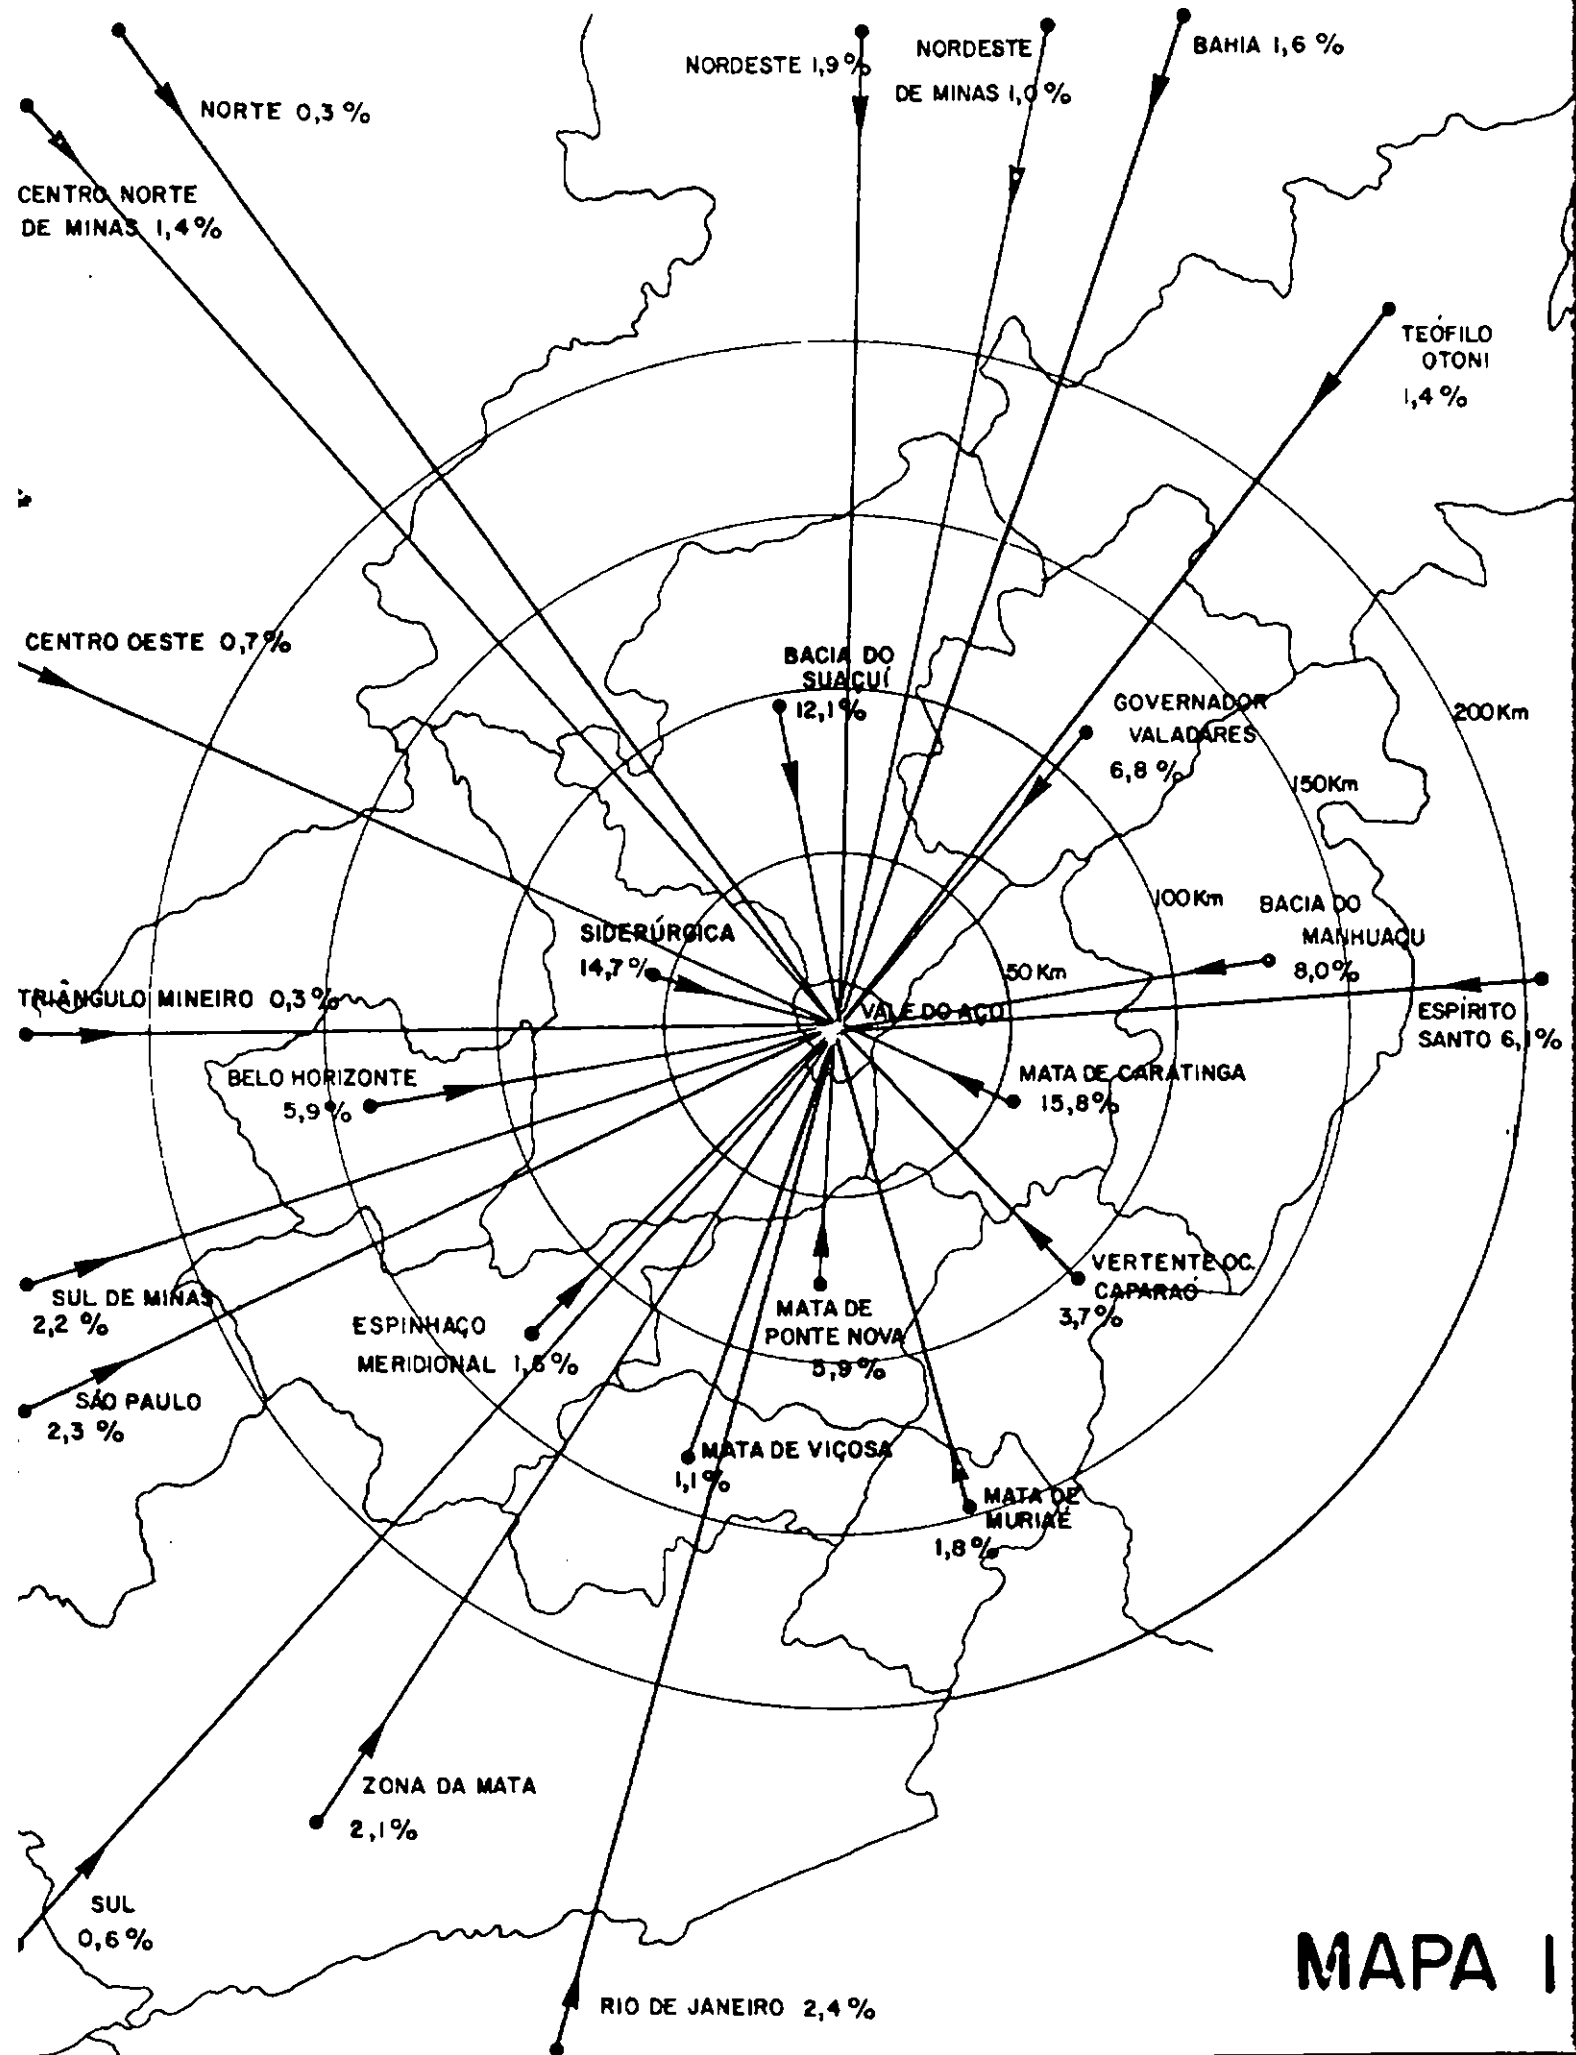 NORDESTE 1,9%
NORDESTE
DE MINAS 1,0%
BAHIA 1,6 %
NORTE 0,3 %
CENTRO NORTE
DE MINAS 1,4%
TEÓFILO
OTONI
1,4%
CENTRO OESTE 0,7%
BACIA DO
SUAÇUÍ
12,1%
GOVERNADOR
VALADARES
6,8 %
200Km
150Km
100Km
50 Km
SIDERÚRGICA
14,7%
BACIA DO
MANHUAÇU
8,0%
TRIÂNGULO MINEIRO 0,3%
VALE DO AÇO
ESPÍRITO
SANTO 6,1%
BELO HORIZONTE
5,9%
MATA DE CARATINGA
15,8%
VERTENTE OC.
CAPARAÓ
3,7%
SUL DE MINAS
2,2 %
ESPINHAÇO
MERIDIONAL 1,6%
MATA DE
PONTE NOVA
5,9%
SÃO PAULO
2,3 %
MATA DE VIÇOSA
1,1%
MATA DE
MURIAÉ
1,8%
ZONA DA MATA
2,1%
SUL
0,6%
RIO DE JANEIRO 2,4%
MAPA I